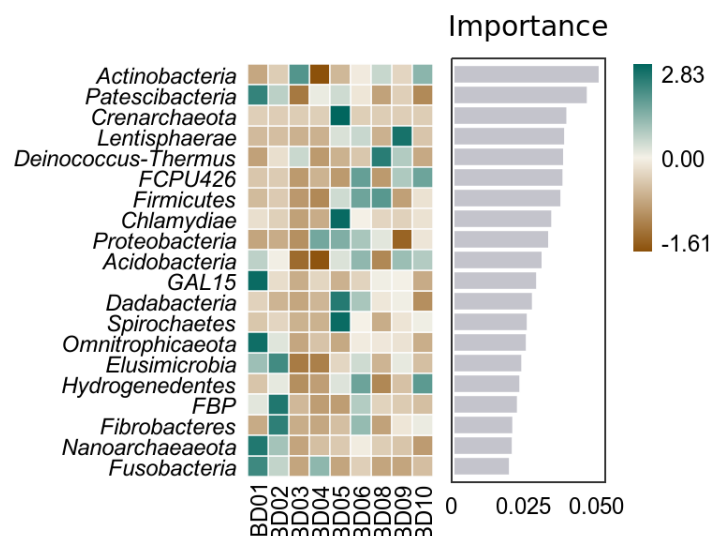 Importance
Actinobacteria
Patescibacteria
Crenarchaeota
Lentisphaerae
Deinococcus-Thermus
FCPU426
Firmicutes
Chlamydiae
Proteobacteria
Acidobacteria
GAL15
Dadabacteria
Spirochaetes
Omnitrophicaeota
Elusimicrobia
Hydrogenedentes
FBP
Fibrobacteres
Nanoarchaeaeota
Fusobacteria
2.83
0.00
-1.61
BD01
BD02
BD03
BD04
BD05
BD06
BD08
BD09
BD10
0 0.025 0.050